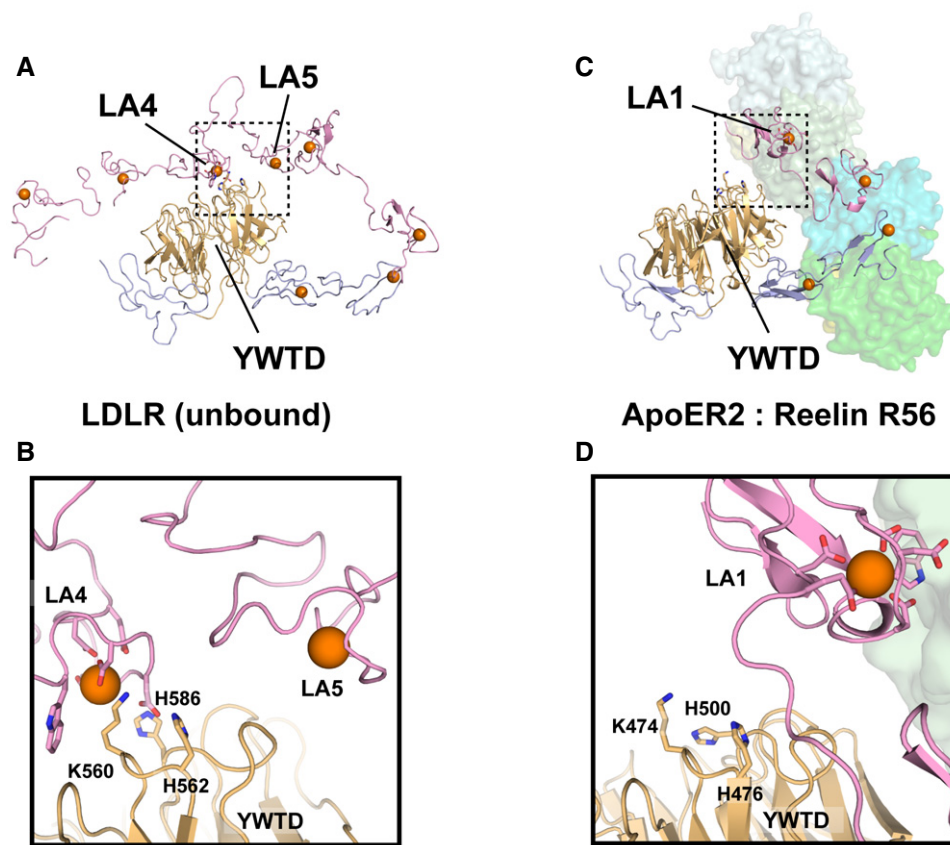 A
LA4
LA5
YWTD
LDLR (unbound)
B
LA4
LA5
H586
K560
H562
YWTD
C
LA1
YWTD
ApoER2 : Reelin R56
D
LA1
K474
H500
H476
YWTD